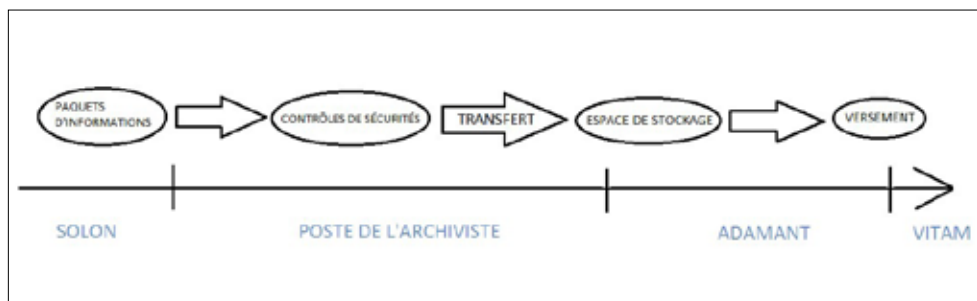 PAQUETS
D'INFORMATIONS
CONTRÔLES DE SÉCURITÉS
TRANSFERT
ESPACE DE STOCKAGE
VERSEMENT
SOLON
POSTE DE L'ARCHIVISTE
ADAMANT
VITAM